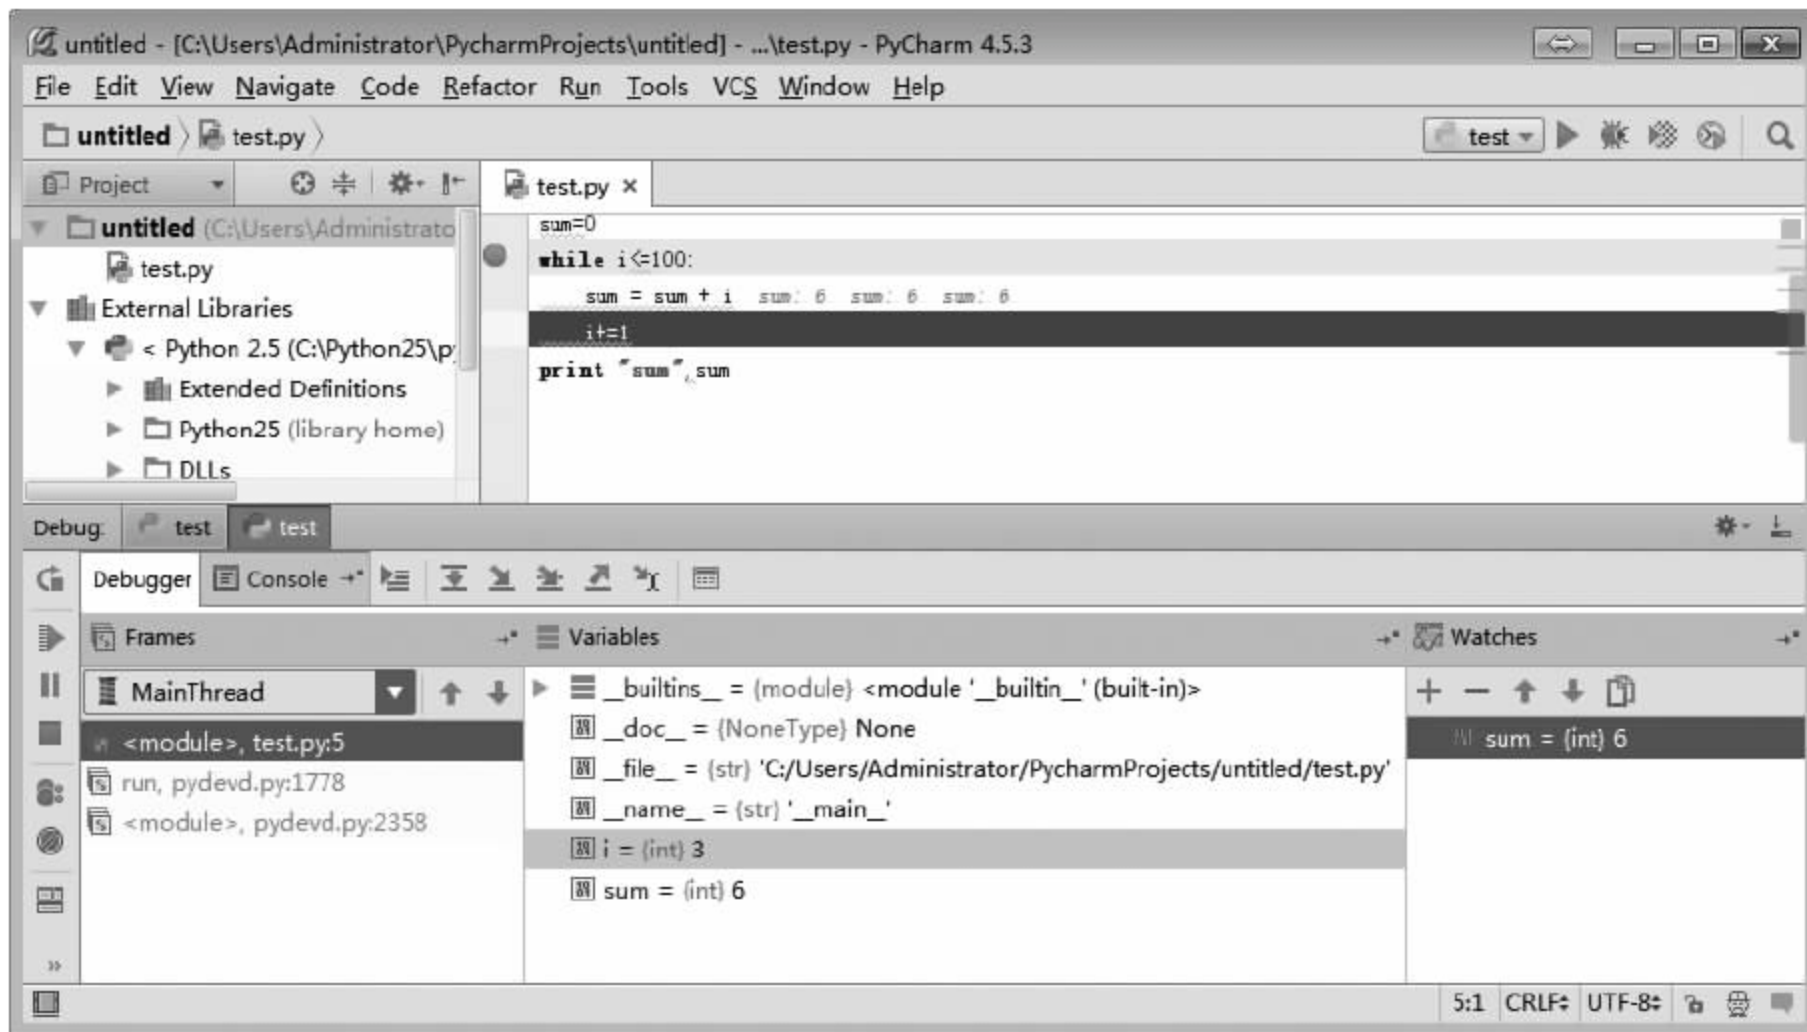 untitled - [C:\Users\Administrator\PycharmProjects\untitled] - ...\test.py - PyCharm 4.5.3
File Edit View Navigate Code Refactor Run Tools VCS Window Help
untitled test.py test
Project test.py ×
untitled (C:\Users\Administrato
test.py
External Libraries
< Python 2.5 (C:\Python25\p
Extended Definitions
Python25 (library home)
DLLs
sum=0
while i<=100:
sum = sum + i sum: 6 sum: 6 sum: 6
i+=1
print "sum",sum
Debug: test test
Debugger Console
Frames Variables Watches
MainThread
<module>, test.py:5
run, pydevd.py:1778
<module>, pydevd.py:2358
__builtins__ = {module} <module '__builtin__' (built-in)>
__doc__ = {NoneType} None
__file__ = {str} 'C:/Users/Administrator/PycharmProjects/untitled/test.py'
__name__ = {str} '__main__'
i = {int} 3
sum = {int} 6
sum = {int} 6
5:1 CRLF UTF-8